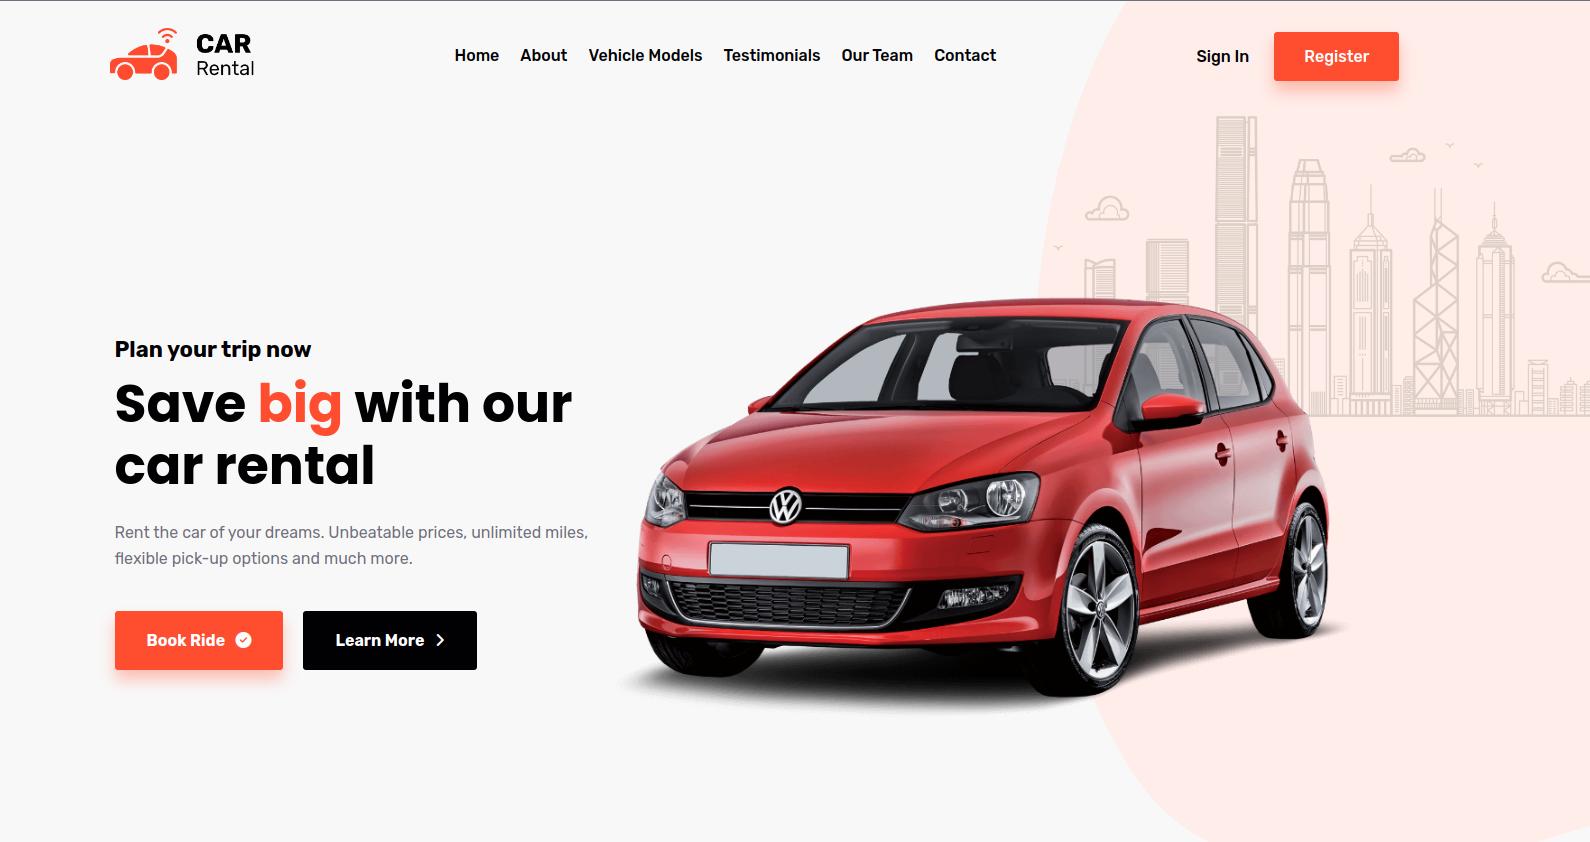 CAR
Rental
Home About Vehicle Models Testimonials Our Team Contact
Sign In Register
Plan your trip now
Save big with our
car rental
Rent the car of your dreams. Unbeatable prices, unlimited miles,
flexible pick-up options and much more.
Book Ride Learn More